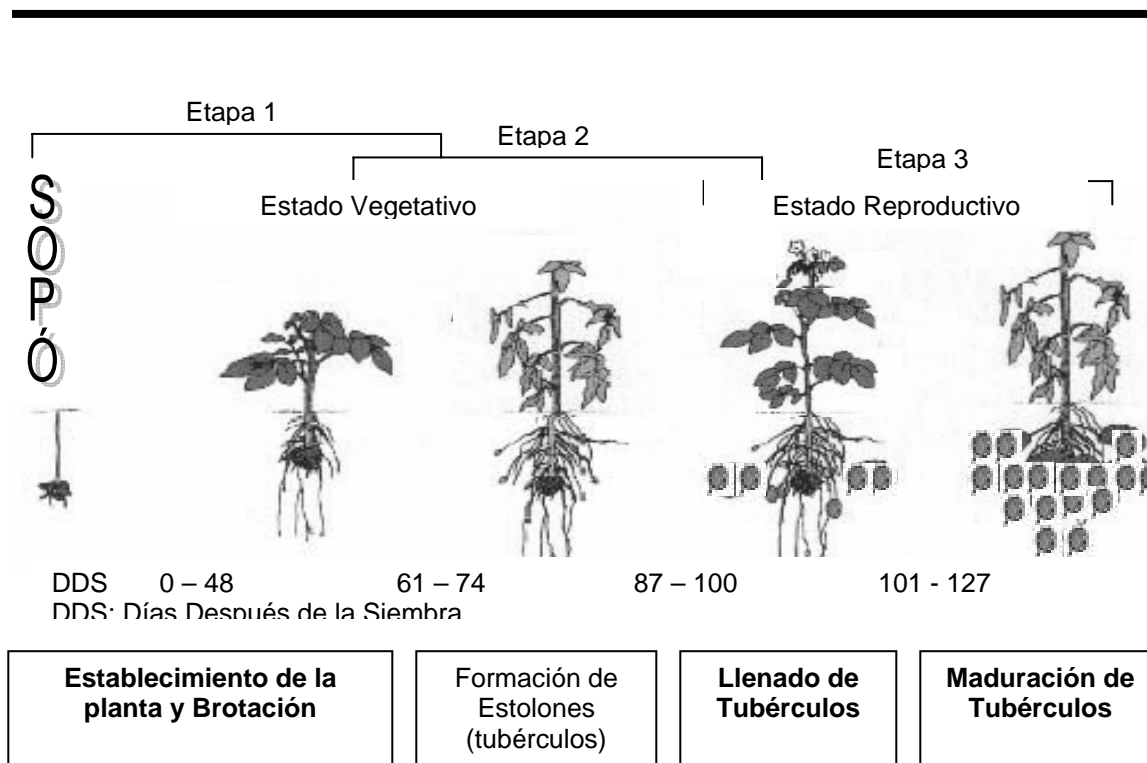 Etapa 1
Etapa 2
Etapa 3
SOPÓ
Estado Vegetativo
Estado Reproductivo
DDS 0 – 48 61 – 74 87 – 100 101 - 127
DDS: Días Después de la Siembra
Establecimiento de la
planta y Brotación
Formación de
Estolones
(tubérculos)
Llenado de
Tubérculos
Maduración de
Tubérculos